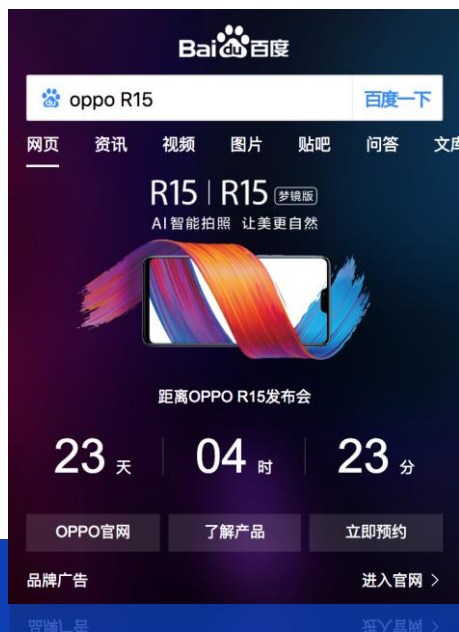 Bai du 百度
oppo R15 百度一下
网页 资讯 视频 图片 贴吧 问答 文库
R15 | R15 梦镜版
AI智能拍照 让美更自然
距离OPPO R15发布会
23 天 04 时 23 分
OPPO官网 了解产品 立即预约
品牌广告 进入官网 >